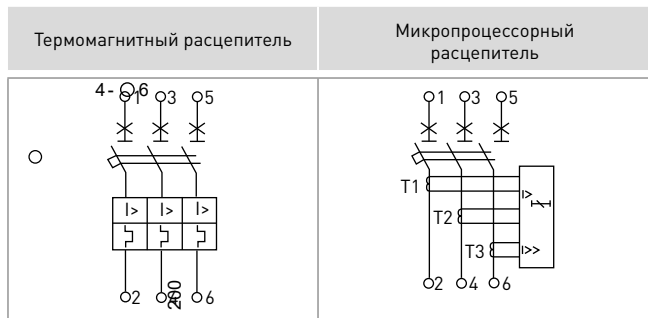 Термомагнитный расцепитель
Микропроцессорный
расцепитель
4- 6
1 3 5
I> I> I>
2 200 6
1 3 5
T1
I>
T2
T3 I>>
2 4 6